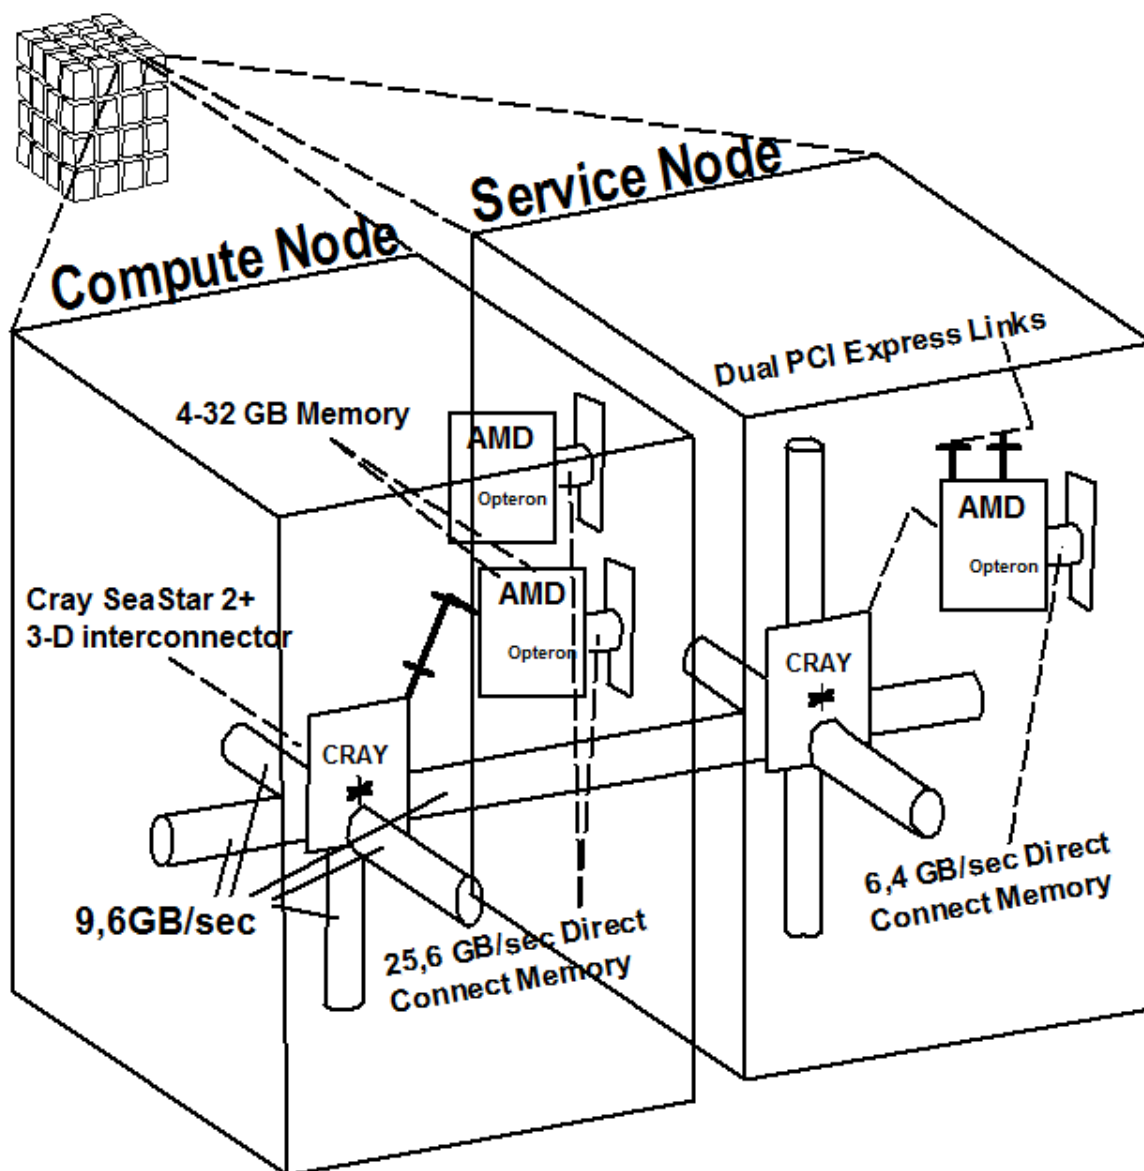 Service Node
Compute Node
Dual PCI Express Links
4-32 GB Memory
AMD
Opteron
AMD
Opteron
AMD
Opteron
Cray SeaStar 2+
3-D interconnector
CRAY
CRAY
9,6GB/sec
25,6 GB/sec Direct
Connect Memory
6,4 GB/sec Direct
Connect Memory